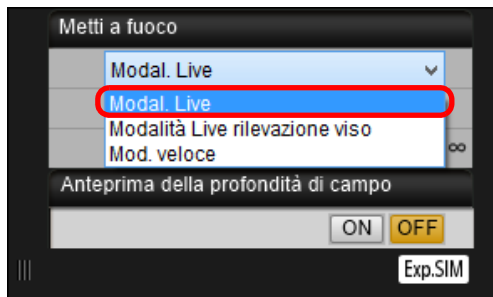 Metti a fuoco
Modal. Live
Modal. Live
Modalità Live rilevazione viso
Mod. veloce
∞
Anteprima della profondità di campo
ON OFF
Exp.SIM